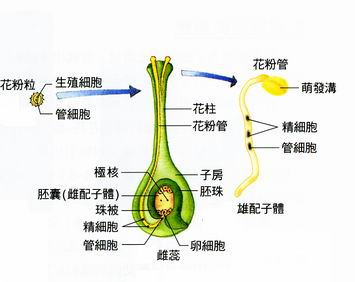 花粉粒
生殖細胞
管細胞
花柱
花粉管
極核
胚囊(雌配子體)
珠被
精細胞
管細胞
子房
胚珠
卵細胞
雌蕊
花粉管
萌發溝
精細胞
管細胞
雄配子體